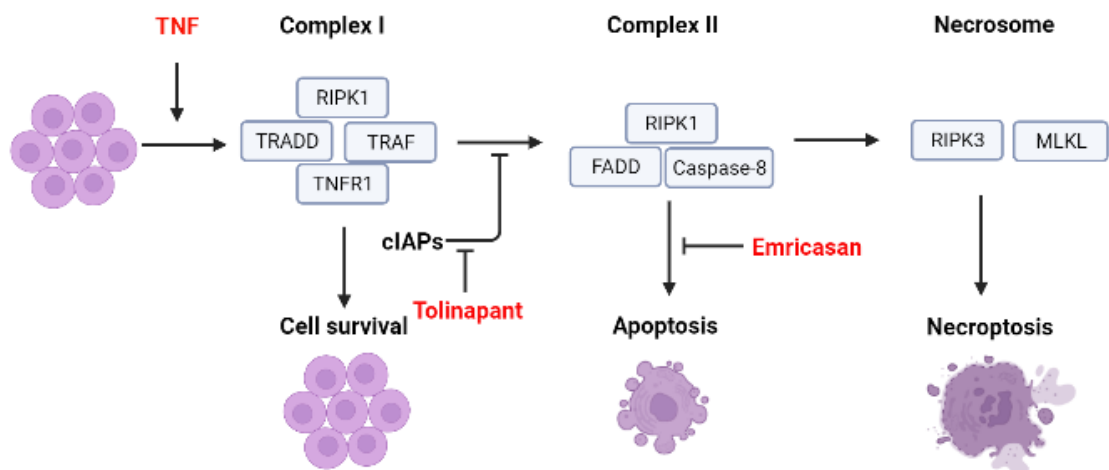 TNF
Complex I
Complex II
Necrosome
RIPK1
TRADD
TRAF
TNFR1
RIPK1
FADD
Caspase-8
RIPK3
MLKL
cIAPs
Emricasan
Tolinapant
Cell survival
Apoptosis
Necroptosis